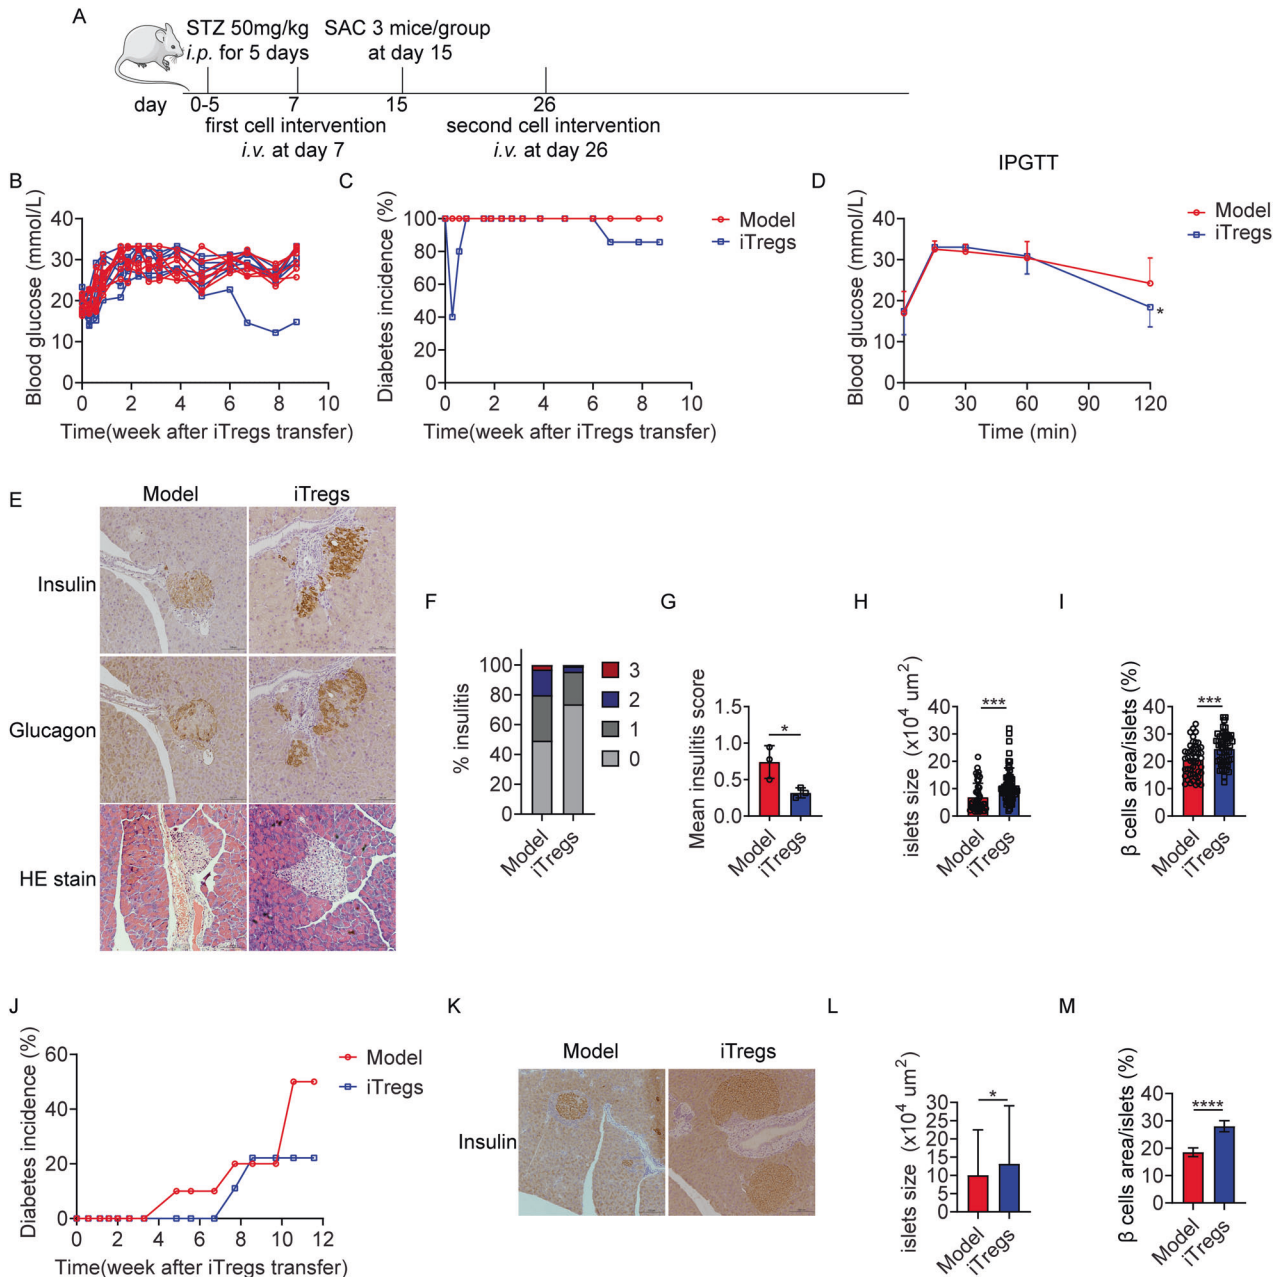 A
STZ 50mg/kg
i.p. for 5 days
SAC 3 mice/group
at day 15
day
0-5
7
15
26
first cell intervention
i.v. at day 7
second cell intervention
i.v. at day 26
B
Blood glucose (mmol/L)
40
30
20
10
0
0 2 4 6 8 10
Time(week after iTregs transfer)
C
Diabetes incidence (%)
100
80
60
40
20
0
0 2 4 6 8 10
Time(week after iTregs transfer)
Model
iTregs
D
IPGTT
Blood glucose (mmol/L)
40
30
20
10
0
0 30 60 90 120
Time (min)
*
Model
iTregs
E
Model iTregs
Insulin
Glucagon
HE stain
F
% insulitis
100
80
60
40
20
0
Model
iTregs
3
2
1
0
G
Mean insulitis score
1.5
1.0
0.5
0.0
*
Model
iTregs
H
islets size (x10⁴ um²)
40
30
20
10
0
***
Model
iTregs
I
β cells area/islets (%)
40
30
20
10
0
***
Model
iTregs
J
Diabetes incidence (%)
60
40
20
0
0 2 4 6 8 10 12
Time(week after iTregs transfer)
Model
iTregs
K
Model iTregs
Insulin
L
islets size (x10⁴ um²)
30
25
20
15
10
5
0
*
Model
iTregs
M
β cells area/islets (%)
40
30
20
10
0
****
Model
iTregs